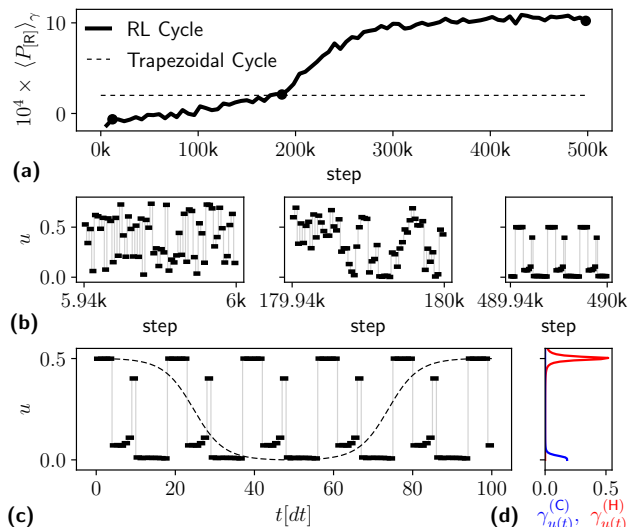 10⁴ × ⟨P[R]⟩γ
10
0
RL Cycle
Trapezoidal Cycle
0k 100k 200k 300k 400k 500k
step
(a)
u
0.5
0.0
5.94k 6k 179.94k 180k 489.94k 490k
(b)
step step step
u
0.5
0.0
0 20 40 60 80 100 0.0 0.5
(c)
t[dt]
(d)
γ_{u(t)}^{(C)}, γ_{u(t)}^{(H)}